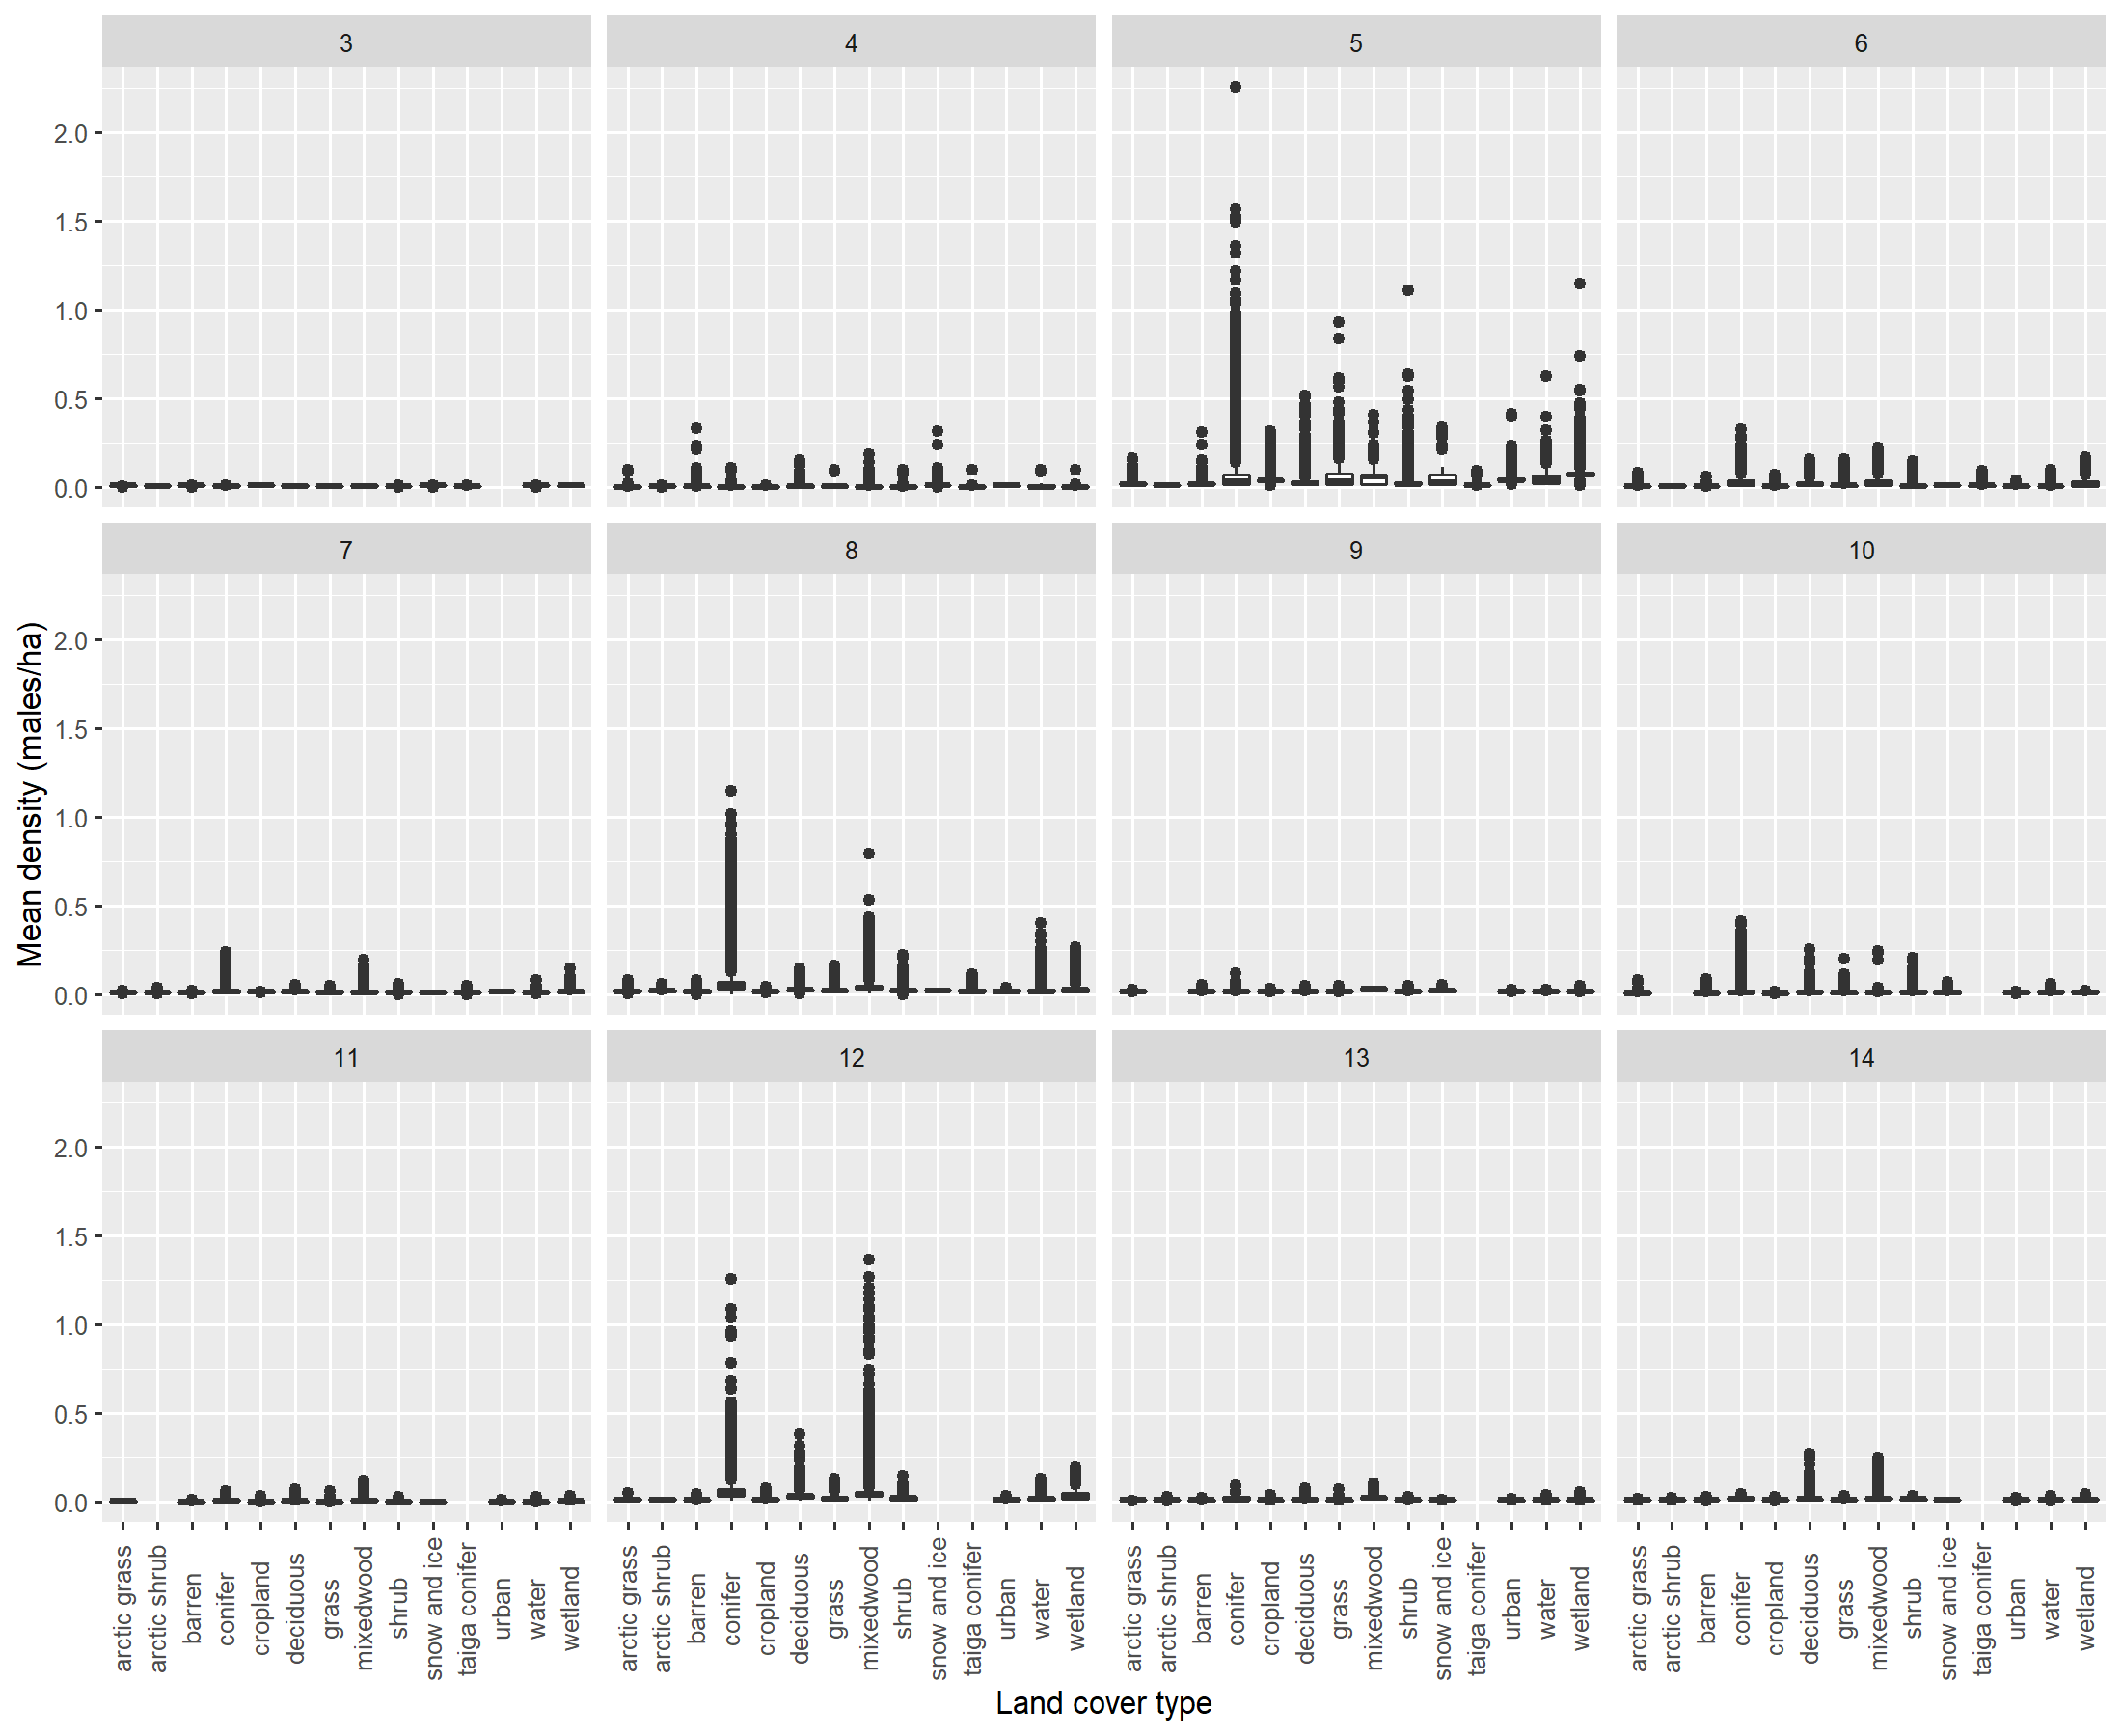 3 4 5 6
2.0
1.5
1.0
0.5
0.0
7 8 9 10
2.0
1.5
1.0
0.5
0.0
11 12 13 14
2.0
1.5
1.0
0.5
0.0
Mean density (males/ha)
arctic grass arctic shrub barren conifer cropland deciduous grass mixedwood shrub snow and ice taiga conifer urban water wetland
arctic grass arctic shrub barren conifer cropland deciduous grass mixedwood shrub snow and ice taiga conifer urban water wetland
arctic grass arctic shrub barren conifer cropland deciduous grass mixedwood shrub snow and ice taiga conifer urban water wetland
arctic grass arctic shrub barren conifer cropland deciduous grass mixedwood shrub snow and ice taiga conifer urban water wetland
Land cover type